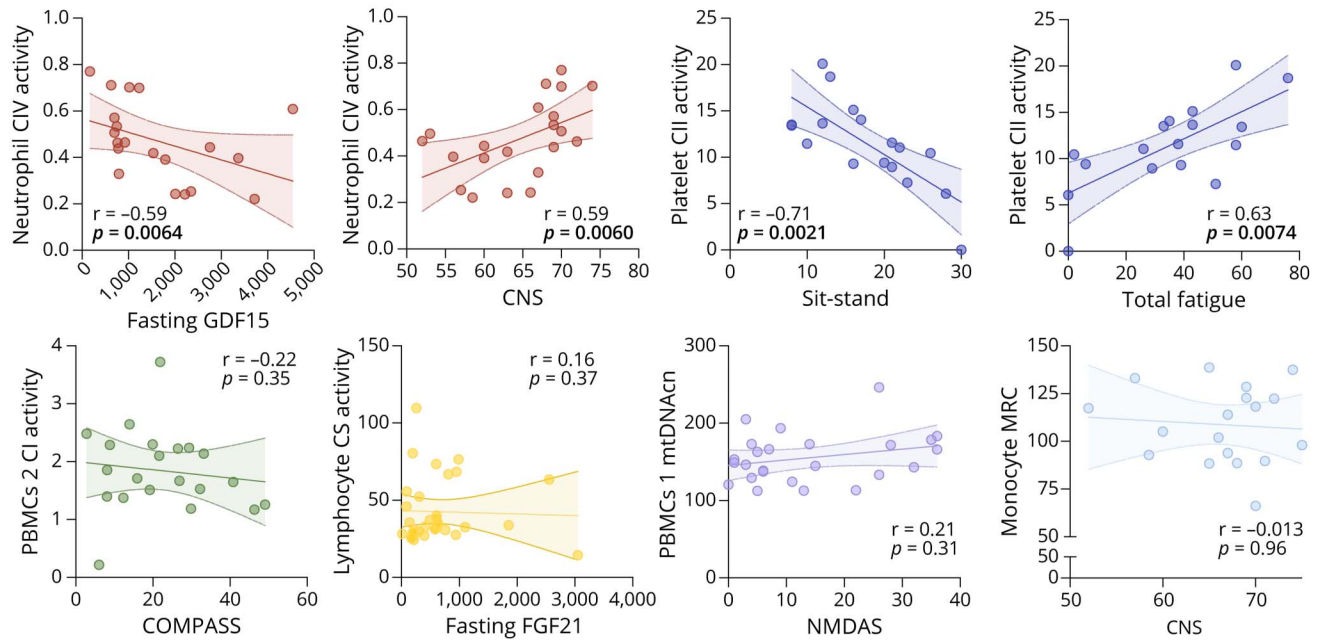 Neutrophil CIV activity
1.0
0.8
0.6
0.4
0.2
0.0
r = –0.59
p = 0.0064
0
1,000
2,000
3,000
4,000
5,000
Fasting GDF15
Neutrophil CIV activity
1.0
0.8
0.6
0.4
0.2
0.0
r = 0.59
p = 0.0060
50
55
60
65
70
75
80
CNS
Platelet CII activity
25
20
15
10
5
0
r = –0.71
p = 0.0021
0
10
20
30
Sit-stand
Platelet CII activity
25
20
15
10
5
0
r = 0.63
p = 0.0074
0
20
40
60
80
Total fatigue
PBMCs 2 CI activity
4
3
2
1
0
r = –0.22
p = 0.35
0
20
40
60
COMPASS
Lymphocyte CS activity
150
100
50
0
r = 0.16
p = 0.37
0
1,000
2,000
3,000
4,000
Fasting FGF21
PBMCs 1 mtDNAcn
300
200
100
0
r = 0.21
p = 0.31
0
10
20
30
40
NMDAS
Monocyte MRC
150
125
100
75
50
50
0
r = –0.013
p = 0.96
50
60
70
CNS